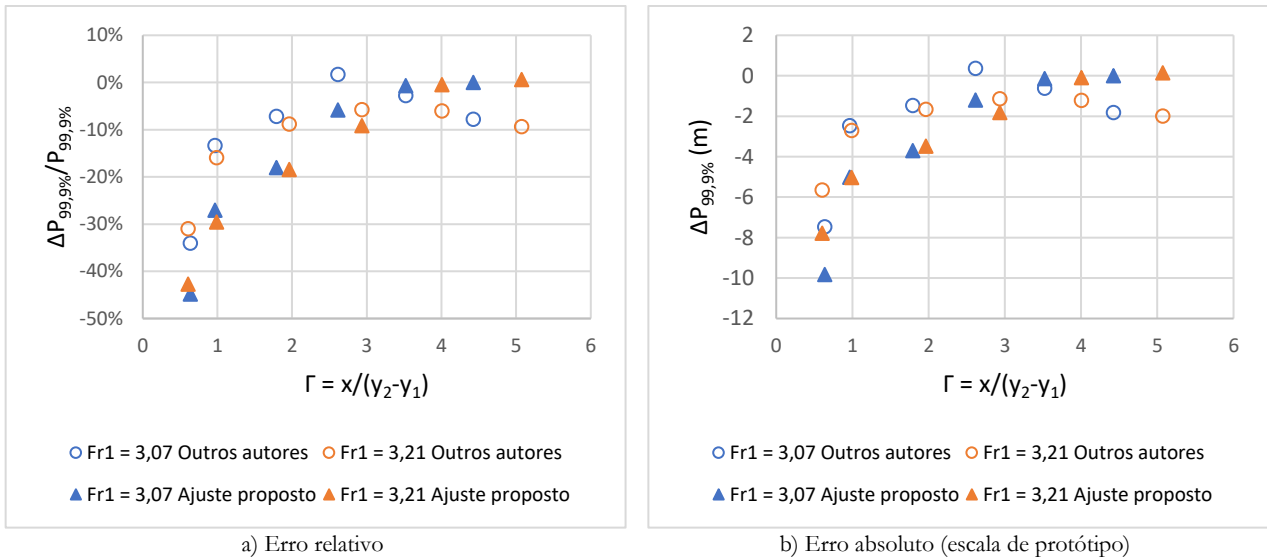 10%
0%
-10%
-20%
-30%
-40%
-50%
ΔP99,9%/P99,9%
0 1 2 3 4 5 6
Γ = x/(y2-y1)
Fr1 = 3,07 Outros autores Fr1 = 3,21 Outros autores
Fr1 = 3,07 Ajuste proposto Fr1 = 3,21 Ajuste proposto
a) Erro relativo
2
0
-2
-4
-6
-8
-10
-12
ΔP99,9% (m)
0 1 2 3 4 5 6
Γ = x/(y2-y1)
Fr1 = 3,07 Outros autores Fr1 = 3,21 Outros autores
Fr1 = 3,07 Ajuste proposto Fr1 = 3,21 Ajuste proposto
b) Erro absoluto (escala de protótipo)